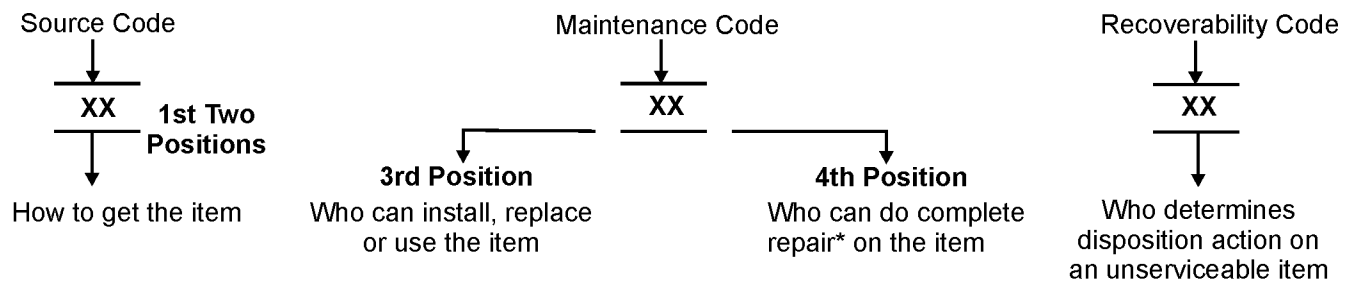 Source Code
XX
1st Two
Positions
How to get the item
Maintenance Code
XX
3rd Position
Who can install, replace
or use the item
4th Position
Who can do complete
repair* on the item
Recoverability Code
XX
Who determines
disposition action on
an unserviceable item